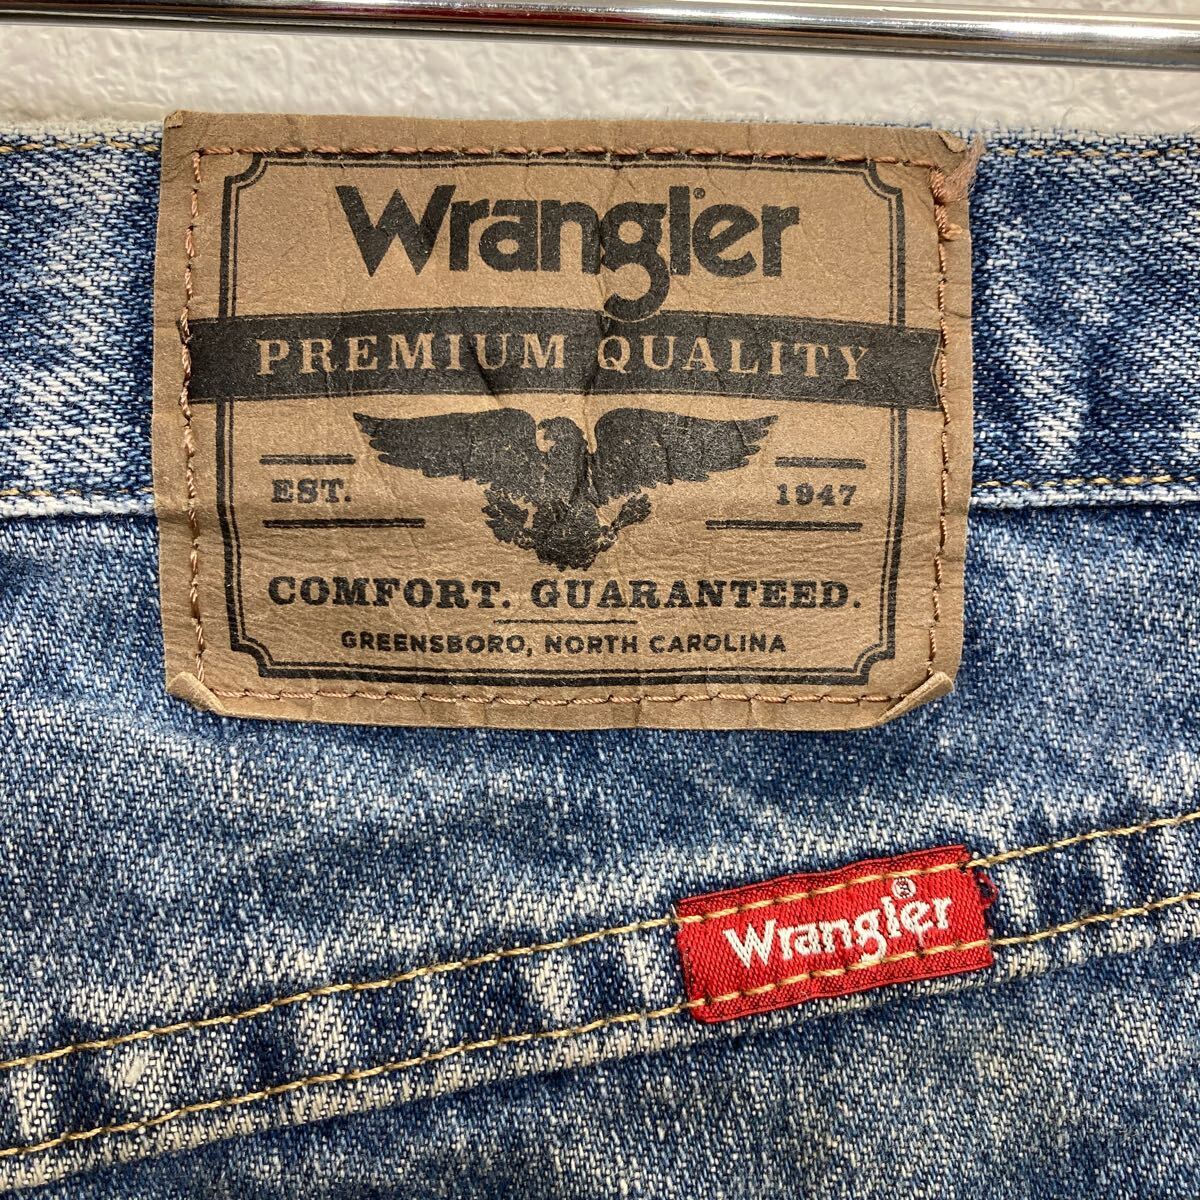 Wrangler®
PREMIUM QUALITY
EST. 1947
COMFORT. GUARANTEED.
GREENSBORO, NORTH CAROLINA
Wrangler®